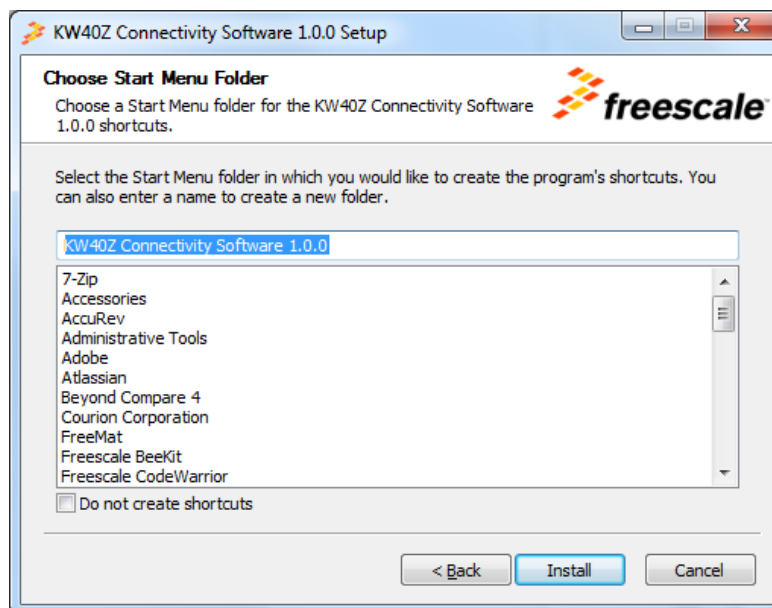 KW40Z Connectivity Software 1.0.0 Setup
Choose Start Menu Folder
Choose a Start Menu folder for the KW40Z Connectivity Software
1.0.0 shortcuts.
freescale
Select the Start Menu folder in which you would like to create the program's shortcuts. You
can also enter a name to create a new folder.
KW40Z Connectivity Software 1.0.0
7-Zip
Accessories
AccuRev
Administrative Tools
Adobe
Atlassian
Beyond Compare 4
Courion Corporation
FreeMat
Freescale BeeKit
Freescale CodeWarrior
Do not create shortcuts
< Back
Install
Cancel